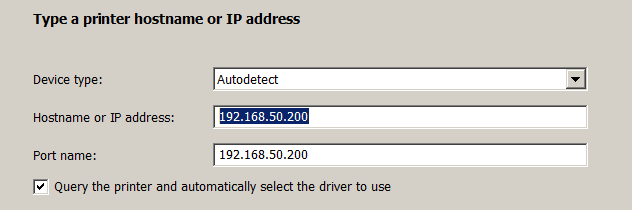 Type a printer hostname or IP address
Device type: Autodetect
Hostname or IP address: 192.168.50.200
Port name: 192.168.50.200
Query the printer and automatically select the driver to use